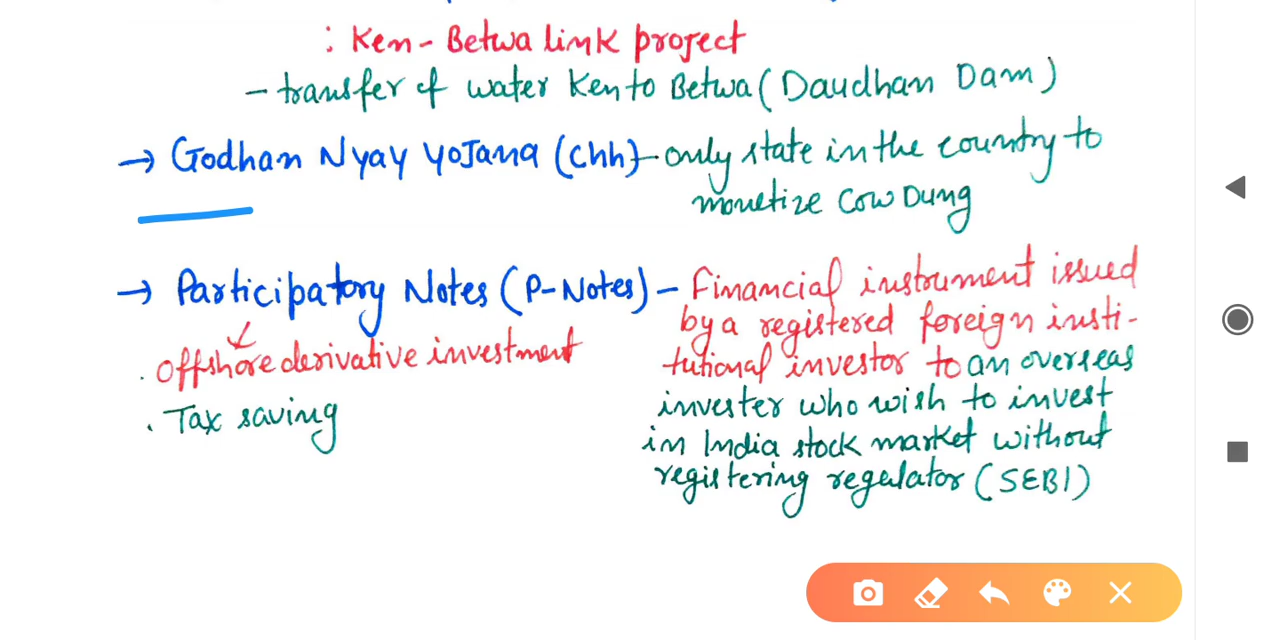 : Ken - Betwa link project
- transfer of water Ken to Betwa (Daudhan Dam)
→ Godhan Nyay Yojana (Chh) - only state in the country to
monetize cow Dung
→ Participatory Notes (P-Notes) - Financial instrument issued
by a registered foreign insti-
. offshore derivative investment
tutional investor to an overseas
. Tax saving
invester who wish to invest
in India stock market without
registering regulator (SEBI)